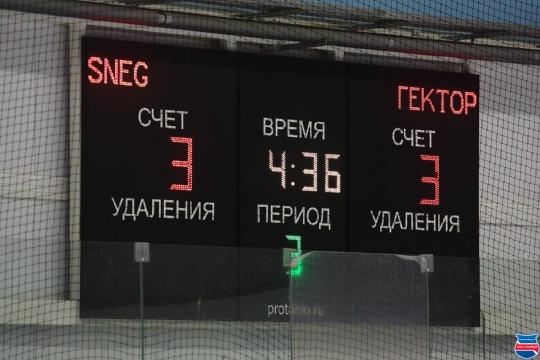 SNEG
ГЕКТОР
СЧЕТ
ВРЕМЯ
СЧЕТ
3
4:36
3
УДАЛЕНИЯ
ПЕРИОД
УДАЛЕНИЯ
3